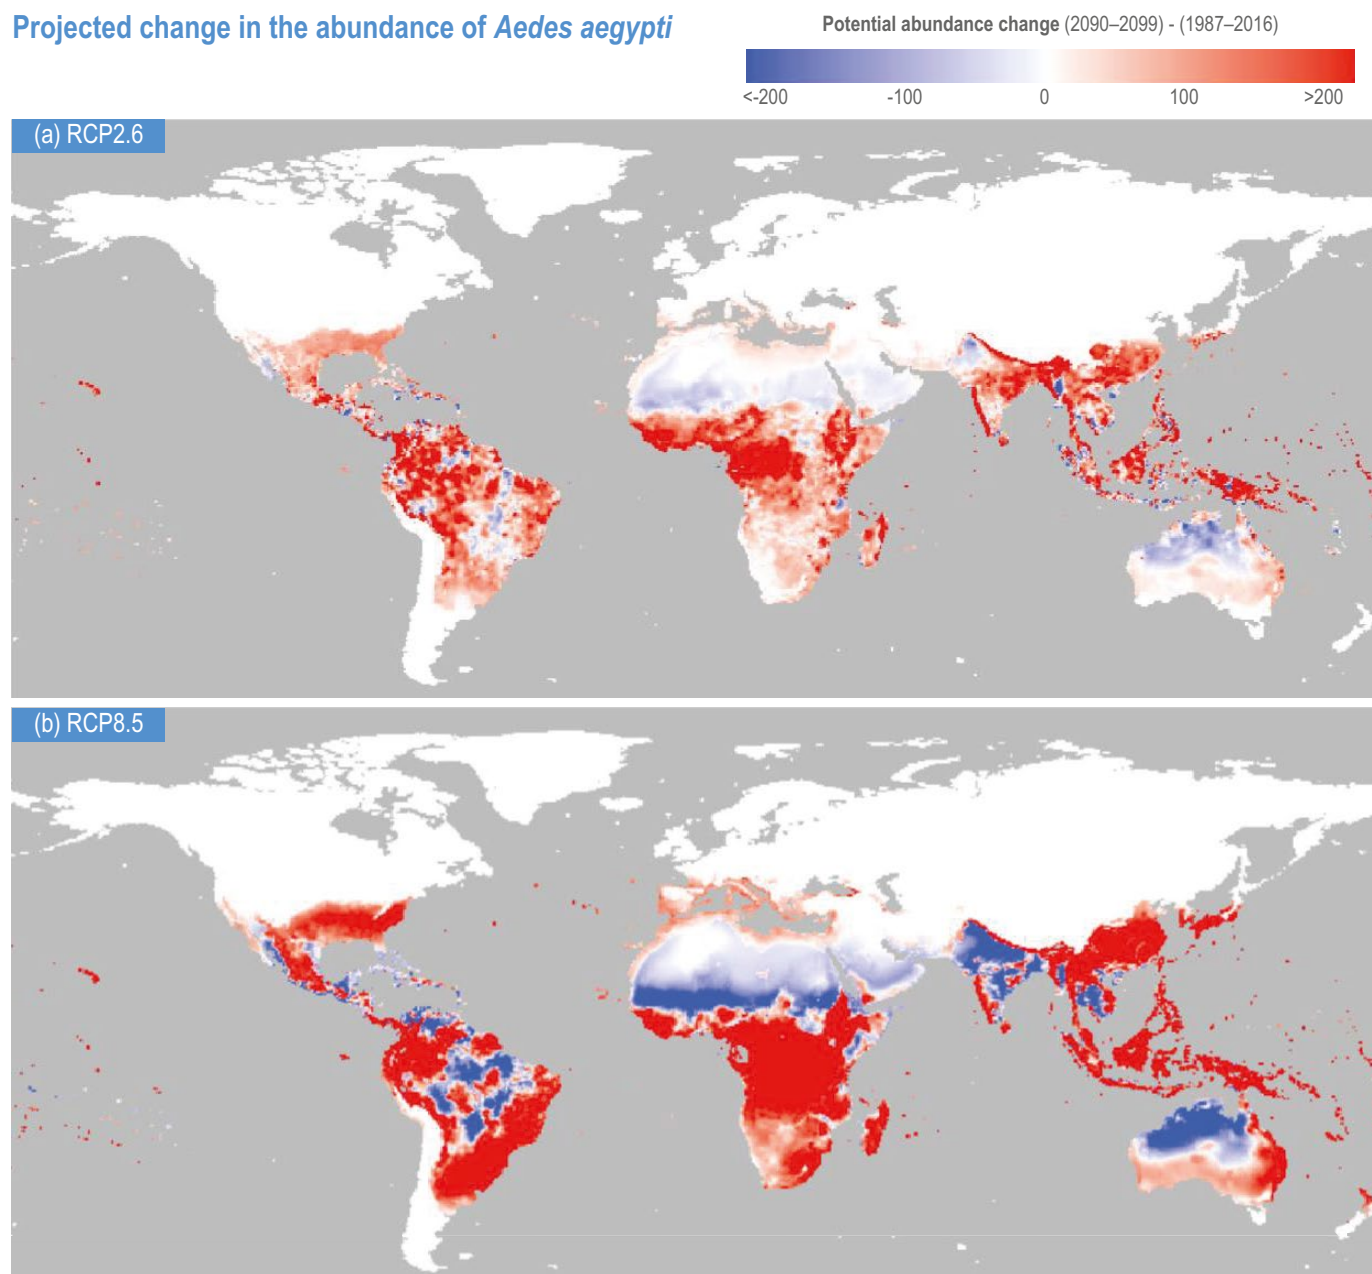 Projected change in the abundance of Aedes aegypti
Potential abundance change (2090–2099) - (1987–2016)
<-200 -100 0 100 >200
(a) RCP2.6
(b) RCP8.5